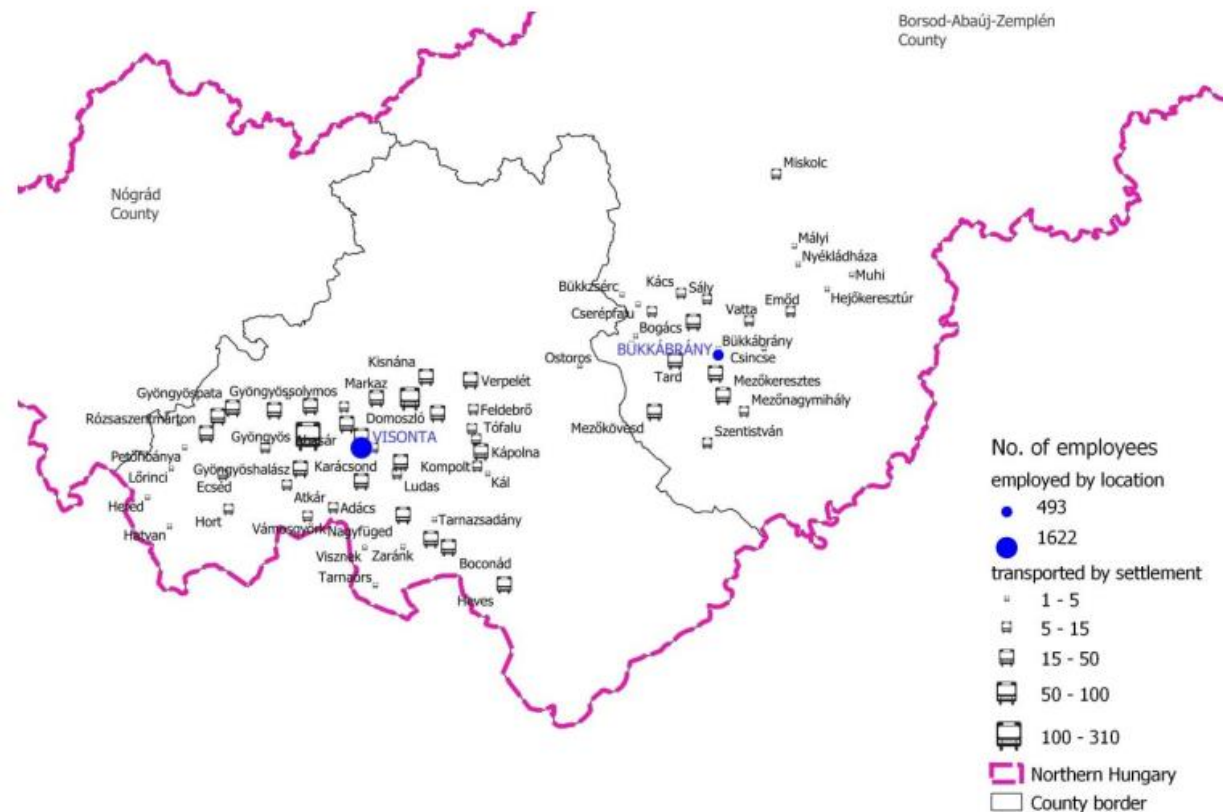 Borsod-Abaúj-Zemplén
County
Nógrád
County
Miskolc
Mályi
Nyékládháza
Muhi
Hejőkeresztúr
Kács
Sály
Bükkzsérc
Cserépfalu
Emőd
Vatta
Bogács
BÜKKÁBRÁNY
Bükkábrány
Csincse
Ostoros
Tard
Mezőkeresztes
Mezőnagymihály
Mezőkövesd
Szentistván
Kisnána
Markaz
Verpelét
Gyöngyöspata
Gyöngyössolymos
Rózsaszentmárton
Domoszló
Feldebrő
Tófalu
VISONTA
Gyöngyös
Abasár
Petőfibánya
Kápolna
Gyöngyöshalász
Karácsond
Kompolt
Lőrinci
Ecséd
Ludas
Kál
Heréd
Atkár
Adács
Hort
Hatvan
Vámosgyörk
Nagyfüged
Tarnazsadány
Visznek
Zaránk
Boconád
Tarnaörs
Heves
No. of employees
employed by location
493
1622
transported by settlement
1 - 5
5 - 15
15 - 50
50 - 100
100 - 310
Northern Hungary
County border